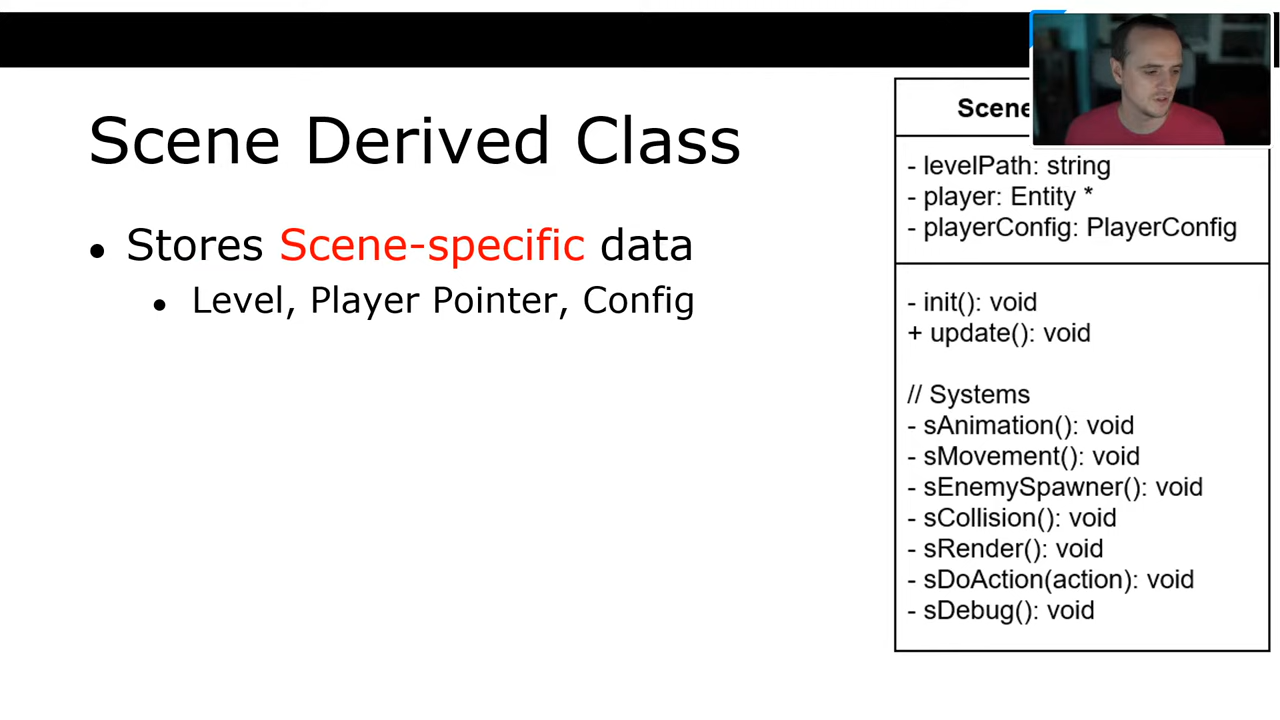 Scene Derived Class
• Stores Scene-specific data
• Level, Player Pointer, Config
Scene
- levelPath: string
- player: Entity *
- playerConfig: PlayerConfig
- init(): void
+ update(): void
// Systems
- sAnimation(): void
- sMovement(): void
- sEnemySpawner(): void
- sCollision(): void
- sRender(): void
- sDoAction(action): void
- sDebug(): void